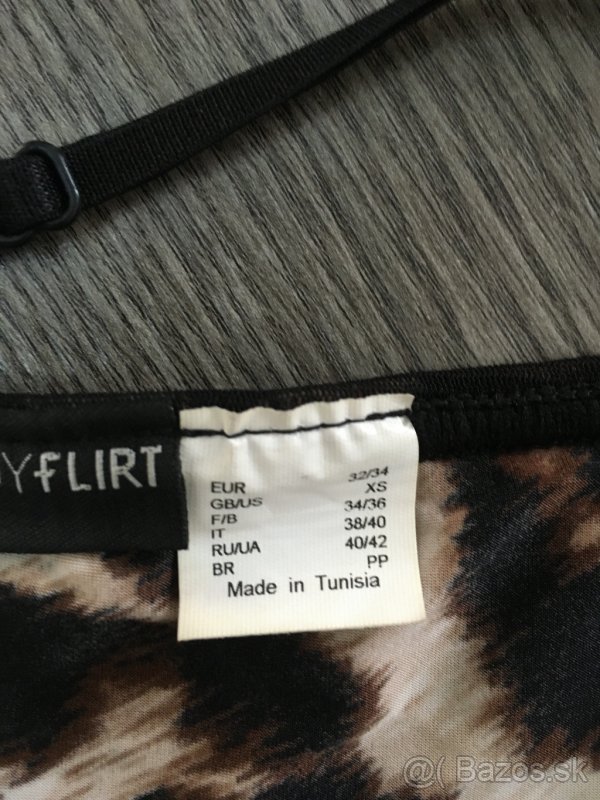 YFLIRT
EUR 32/34
GB/US XS
F/B 34/36
IT 38/40
RU/UA 40/42
BR PP
Made in Tunisia
@( Bazos.sk